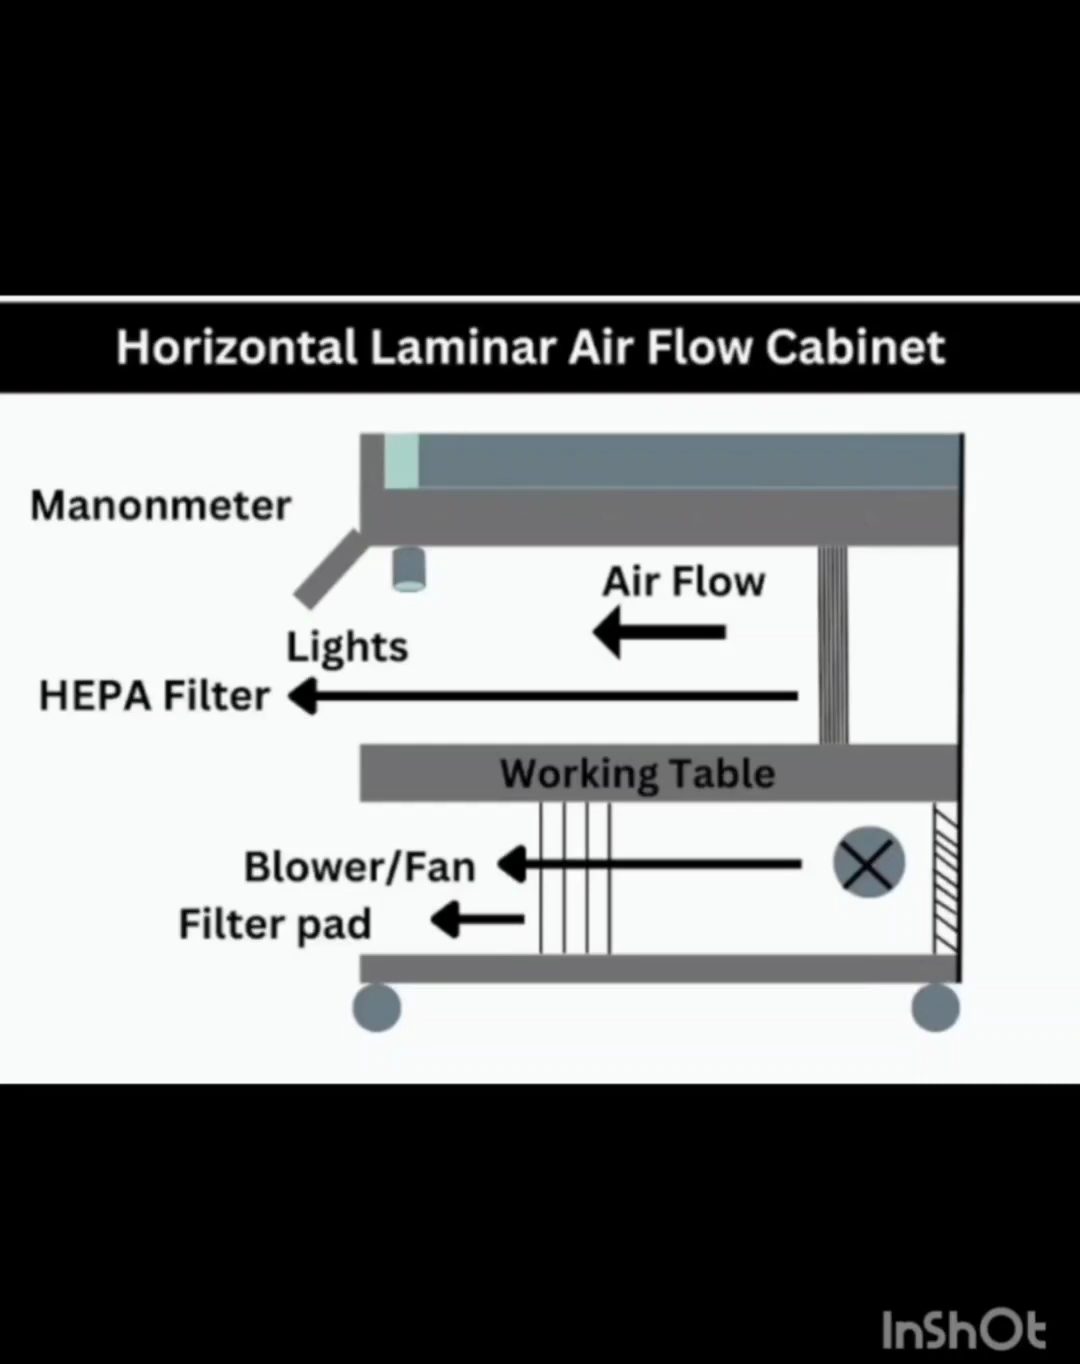 Horizontal Laminar Air Flow Cabinet
Manonmeter
Air Flow
Lights
HEPA Filter
Working Table
Blower/Fan
Filter pad
InShOt